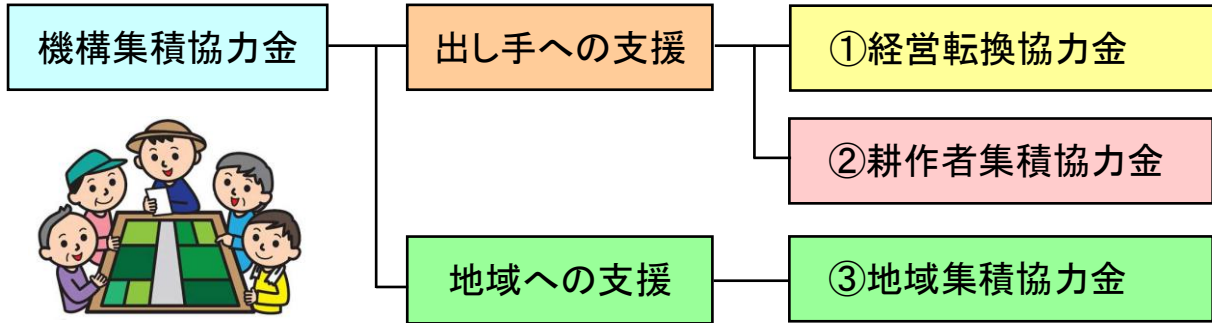 機構集積協力金
出し手への支援
①経営転換協力金
②耕作者集積協力金
地域への支援
③地域集積協力金